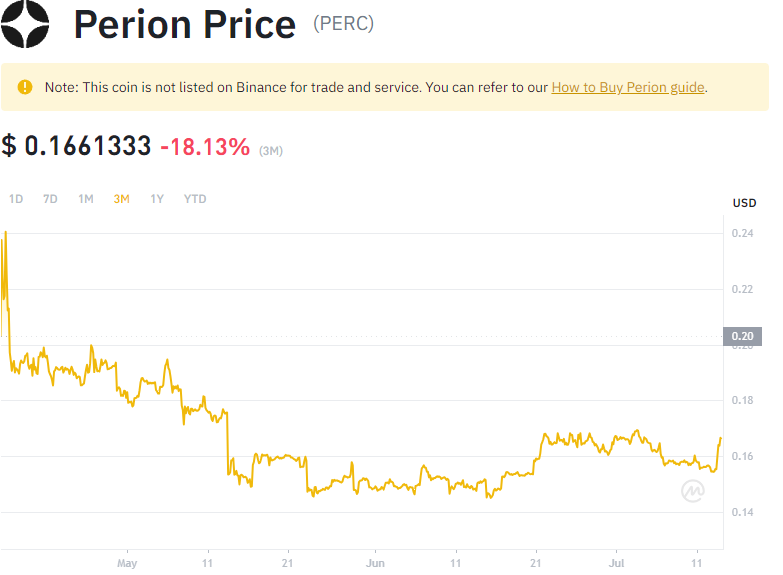 Perion Price (PERC)
Note: This coin is not listed on Binance for trade and service. You can refer to our How to Buy Perion guide.
$ 0.1661333 -18.13% (3M)
1D 7D 1M 3M 1Y YTD
USD
0.24
0.22
0.20
0.20
0.18
0.16
0.14
May 11 21 Jun 11 21 Jul 11